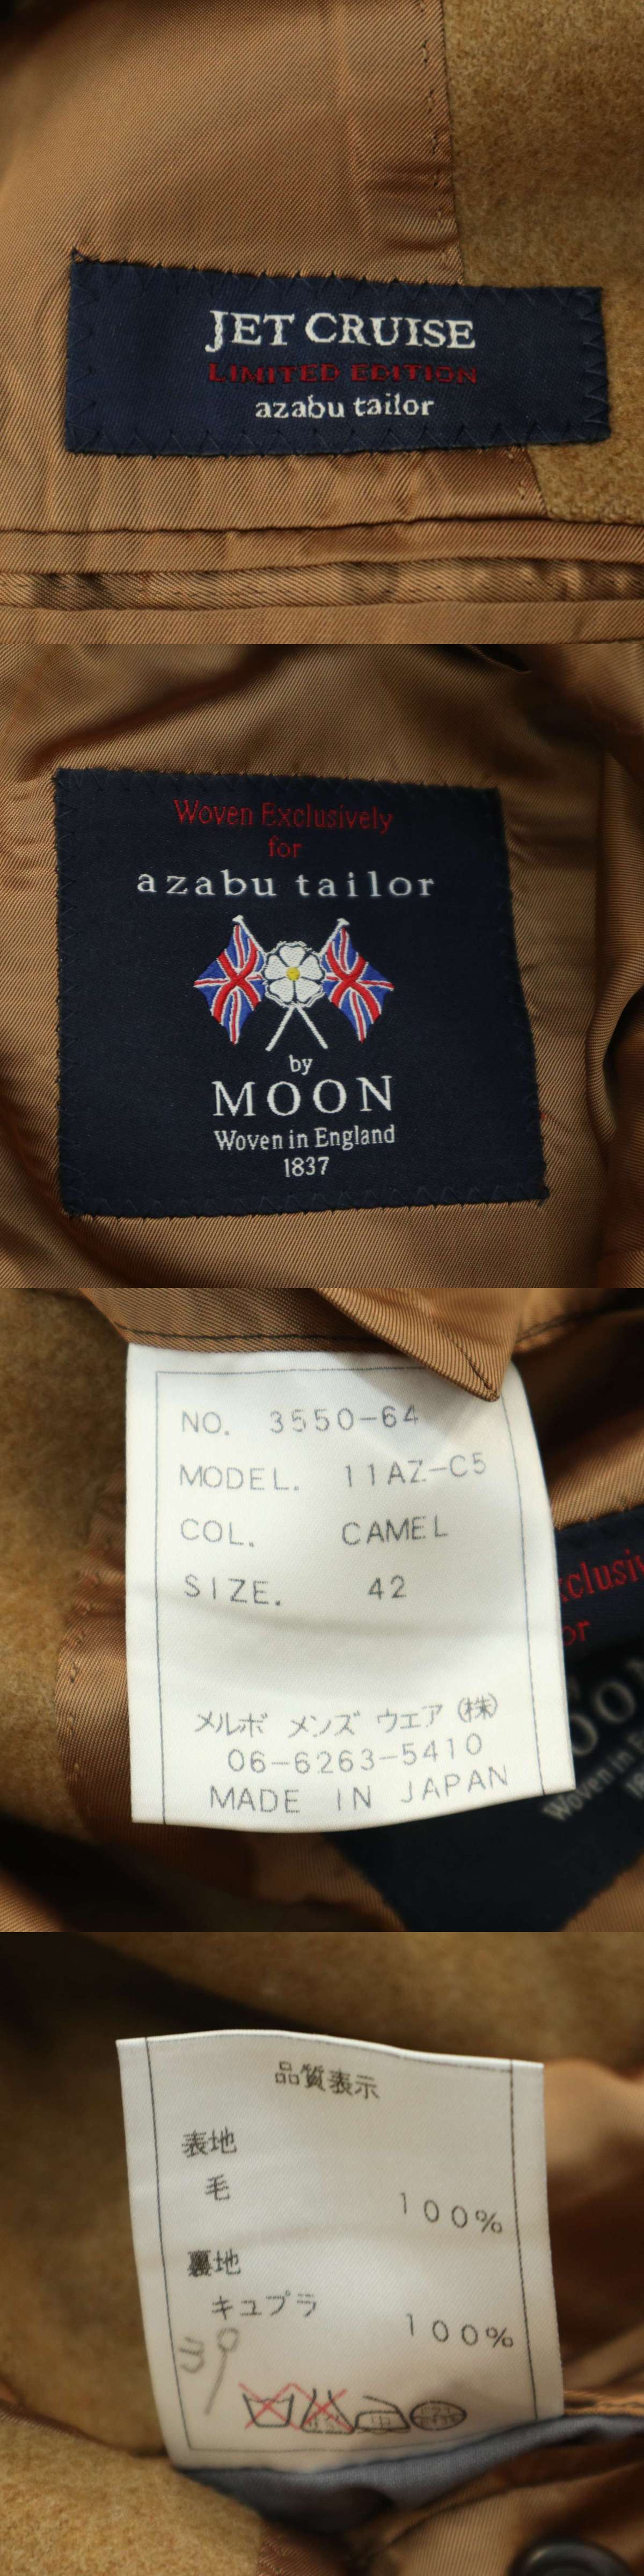 JET CRUISE
LIMITED EDITION
azabu tailor
Woven Exclusively
for
azabu tailor
by
MOON
Woven in England
1837
NO. 3550-64
MODEL. 11AZ-C5
COL. CAMEL
SIZE. 42
メルボ メンズ ウエア (株)
06-6263-5410
MADE IN JAPAN
品質表示
表地
毛 100%
裏地
キュプラ 100%
39